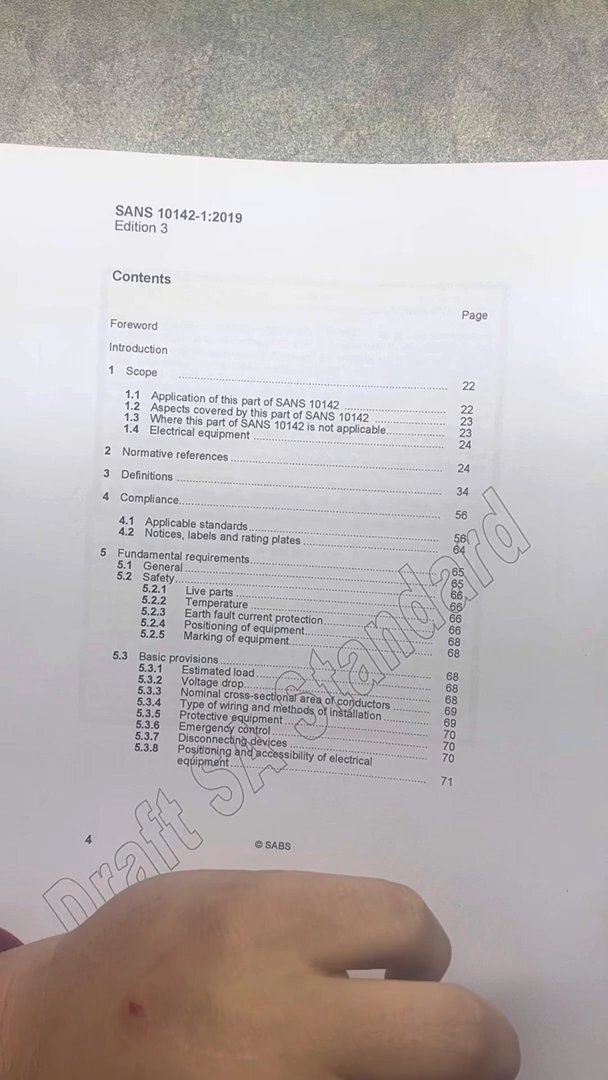 SANS 10142-1:2019
Edition 3
Contents
Page
Foreword
Introduction
1 Scope ................ 22
1.1 Application of this part of SANS 10142 ................ 22
1.2 Aspects covered by this part of SANS 10142 ................ 23
1.3 Where this part of SANS 10142 is not applicable................ 23
1.4 Electrical equipment ................ 24
2 Normative references ................ 24
3 Definitions ................ 34
4 Compliance................ 56
4.1 Applicable standards................ 56
4.2 Notices, labels and rating plates ................ 64
5 Fundamental requirements................ 65
5.1 General ................ 65
5.2 Safety................ 66
5.2.1 Live parts ................ 66
5.2.2 Temperature ................ 66
5.2.3 Earth fault current protection................ 66
5.2.4 Positioning of equipment................ 68
5.2.5 Marking of equipment................ 68
5.3 Basic provisions ................ 68
5.3.1 Estimated load ................ 68
5.3.2 Voltage drop................ 68
5.3.3 Nominal cross-sectional area of conductors ................ 69
5.3.4 Type of wiring and methods of installation ................ 69
5.3.5 Protective equipment ................ 70
5.3.6 Emergency control ................ 70
5.3.7 Disconnecting devices ................ 70
5.3.8 Positioning and accessibility of electrical
equipment ................ 71
4
© SABS
Draft SA Standard